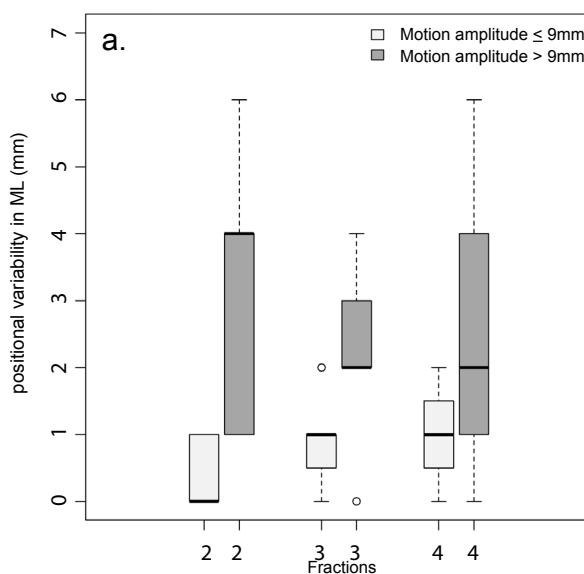 a.
Motion amplitude ≤ 9mm
Motion amplitude > 9mm
positional variability in ML (mm)
7
6
5
4
3
2
1
0
2 2 3 3 4 4
Fractions